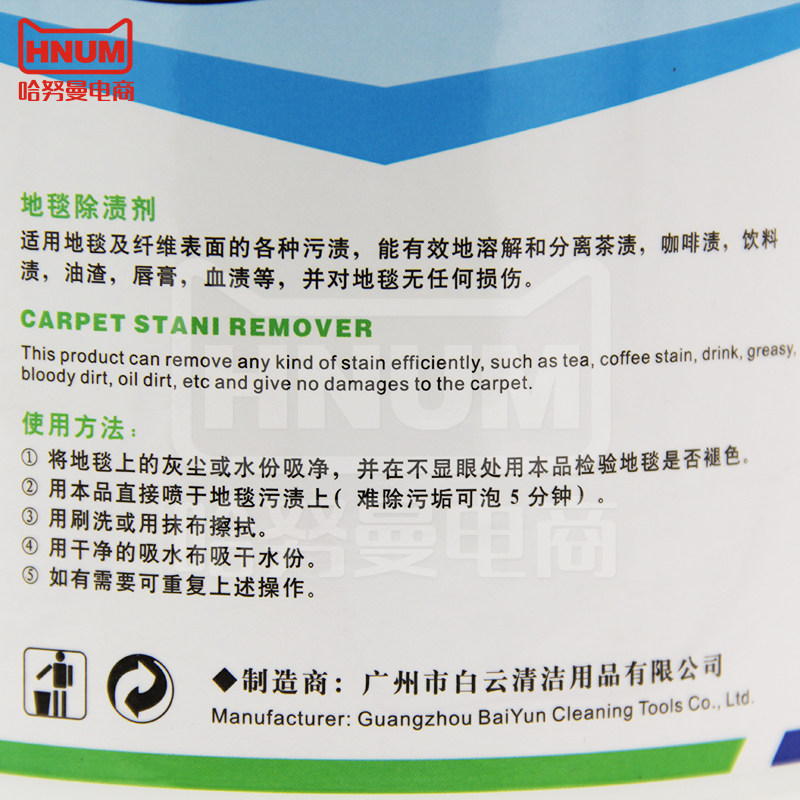 HNUM
哈努曼电商
地毯除渍剂
适用地毯及纤维表面的各种污渍，能有效地溶解和分离茶渍，咖啡渍，饮料
渍，油渣，唇膏，血渍等，并对地毯无任何损伤。
CARPET STANI REMOVER
This product can remove any kind of stain efficiently, such as tea, coffee stain, drink, greasy,
bloody dirt, oil dirt, etc and give no damages to the carpet.
使用方法：
① 将地毯上的灰尘或水份吸净，并在不显眼处用本品检验地毯是否褪色。
② 用本品直接喷于地毯污渍上（难除污垢可泡5分钟）。
③ 用刷洗或用抹布擦拭。
④ 用干净的吸水布吸干水份。
⑤ 如有需要可重复上述操作。
HNUM
哈努曼电商
◆制造商：广州市白云清洁用品有限公司
Manufacturer: Guangzhou BaiYun Cleaning Tools Co., Ltd.